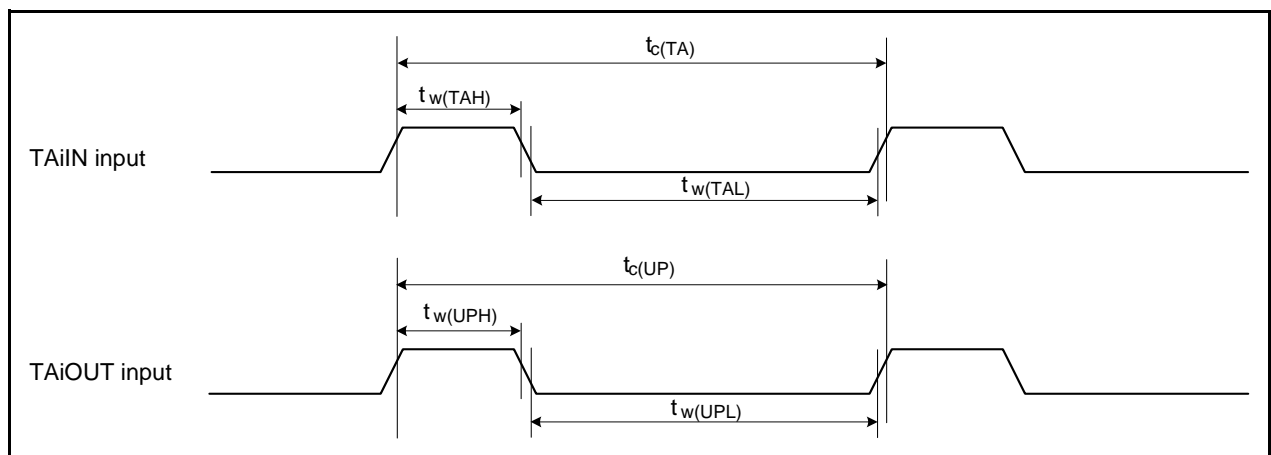 tc(TA)
tw(TAH)
TAiIN input
tw(TAL)
tc(UP)
tw(UPH)
TAiOUT input
tw(UPL)